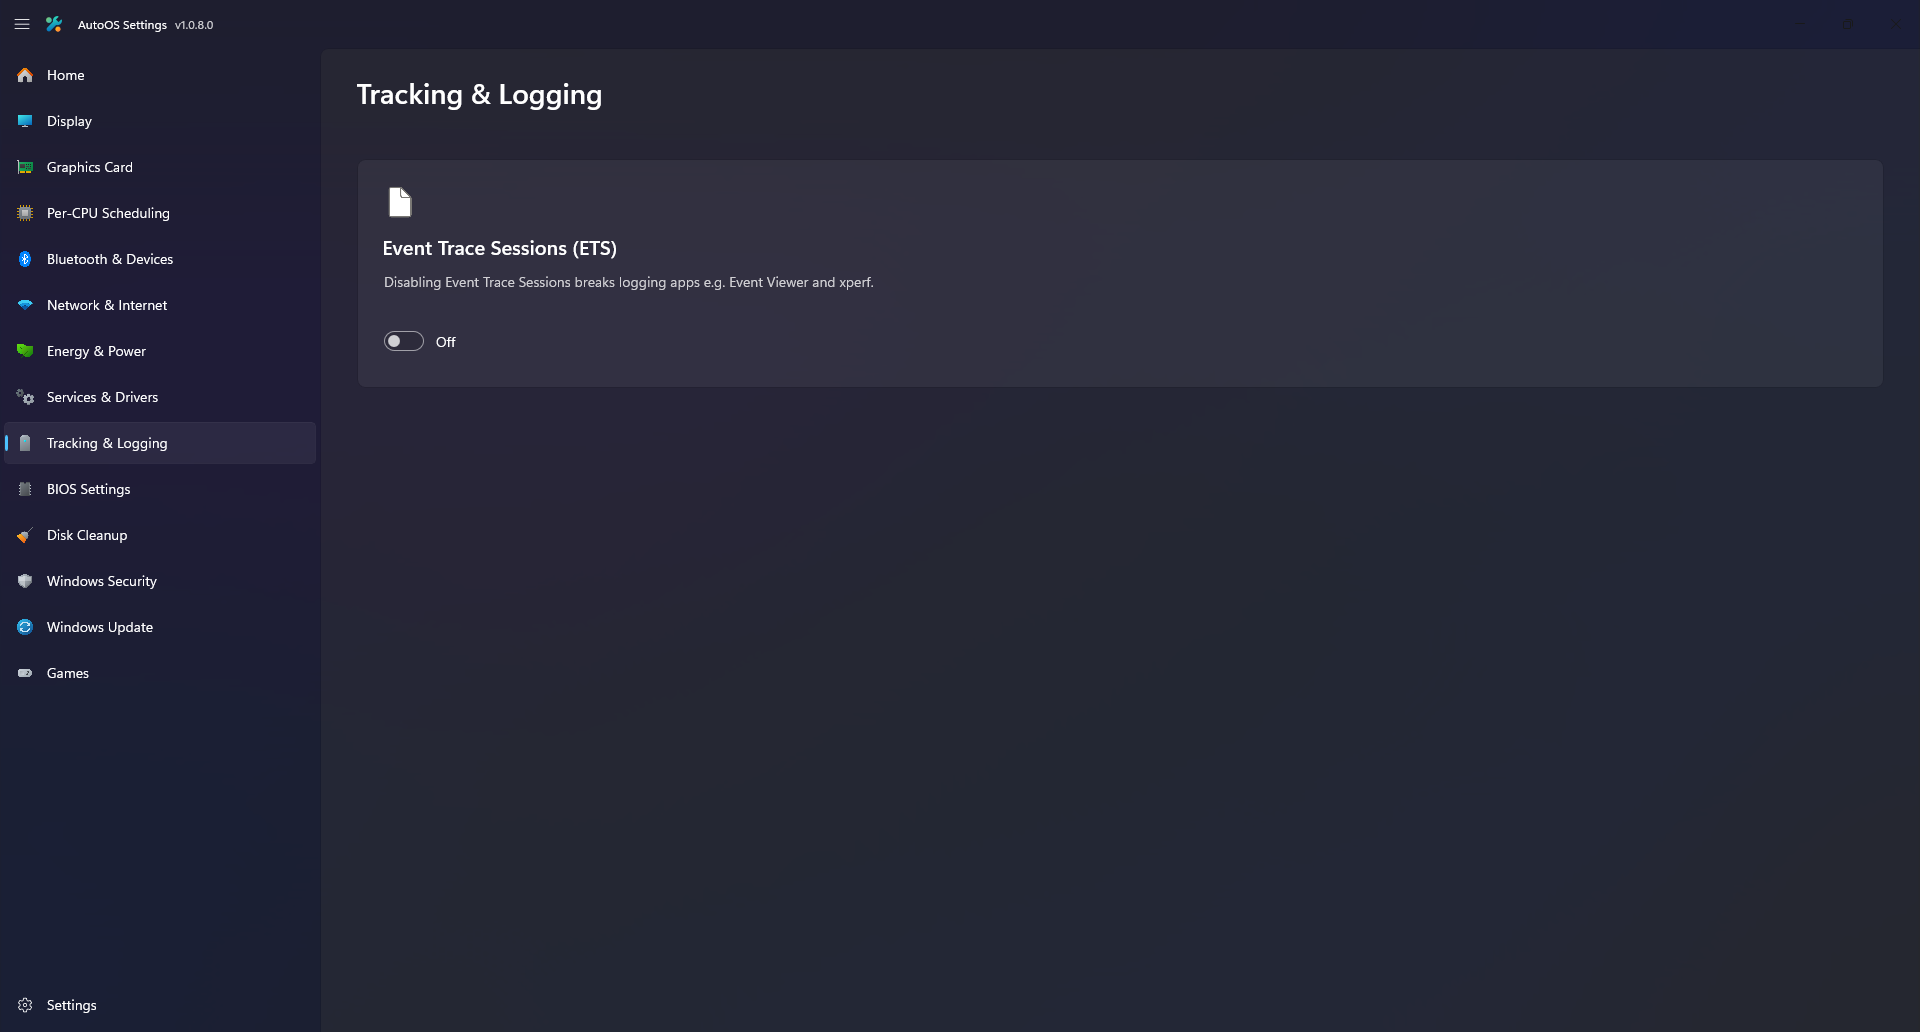 AutoOS Settings v1.0.8.0
Home
Display
Graphics Card
Per-CPU Scheduling
Bluetooth & Devices
Network & Internet
Energy & Power
Services & Drivers
Tracking & Logging
BIOS Settings
Disk Cleanup
Windows Security
Windows Update
Games
Settings
Tracking & Logging
Event Trace Sessions (ETS)
Disabling Event Trace Sessions breaks logging apps e.g. Event Viewer and xperf.
Off